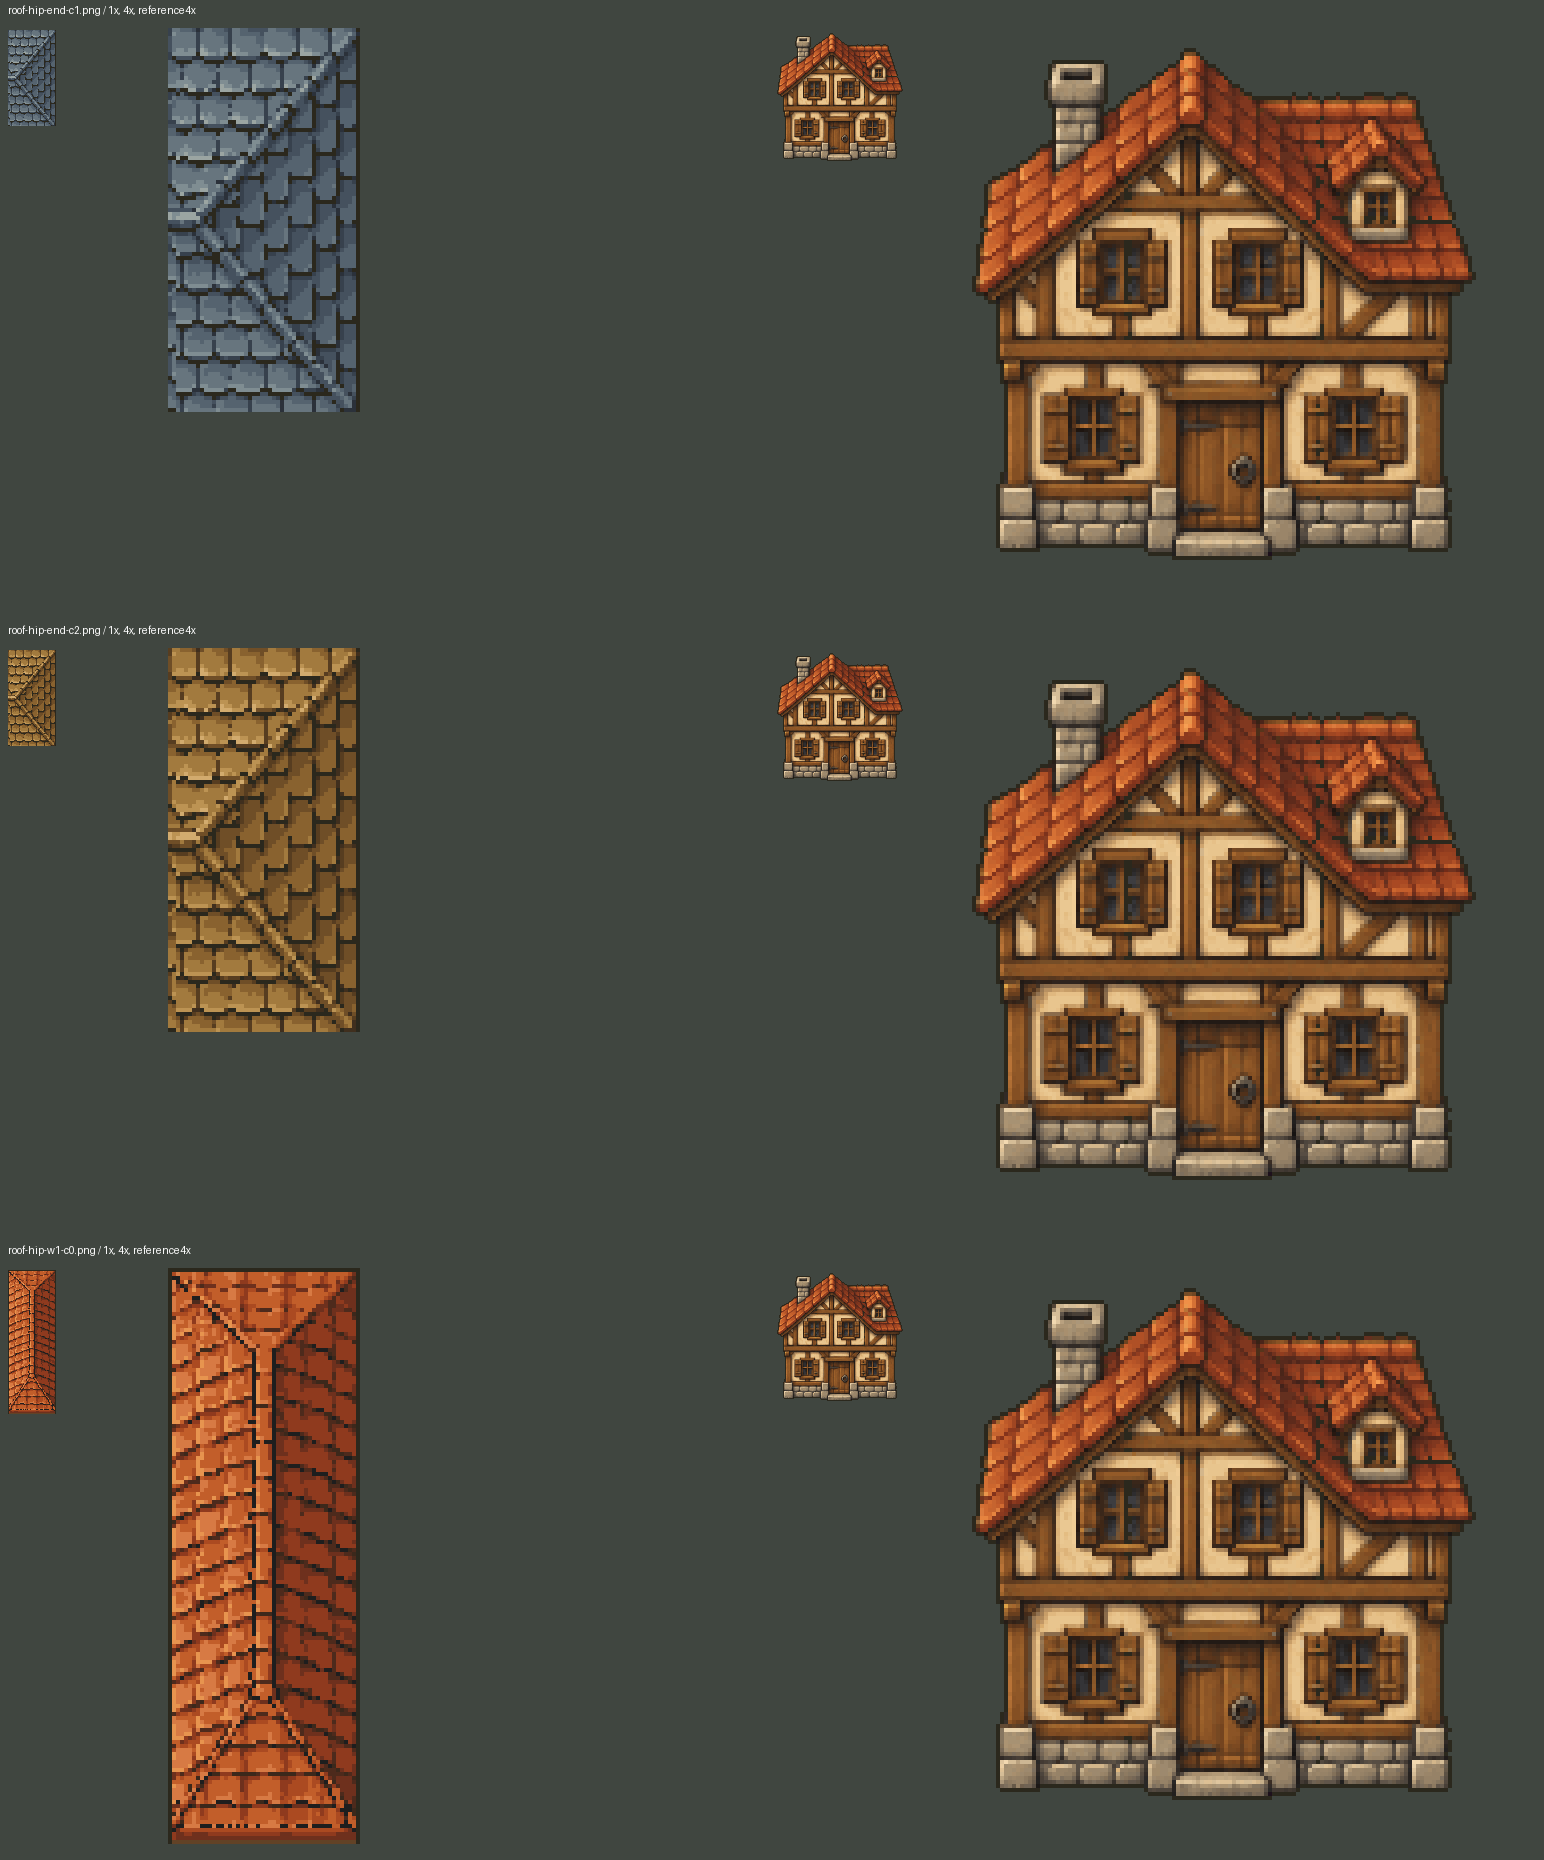 roof-hip-end-c1.png / 1x, 4x, reference4x
roof-hip-end-c2.png / 1x, 4x, reference4x
roof-hip-w1-c0.png / 1x, 4x, reference4x